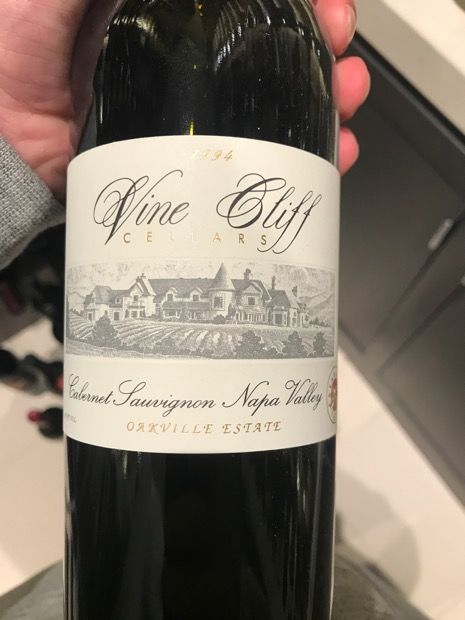 1994
Vine Cliff
CELLARS
Cabernet Sauvignon Napa Valley
OAKVILLE ESTATE